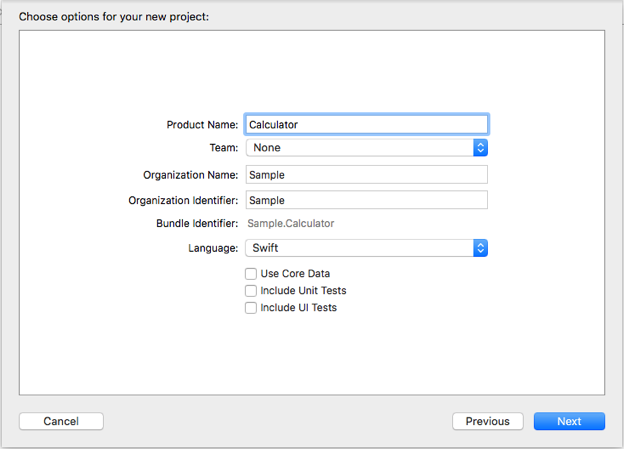 Choose options for your new project:
Product Name: Calculator
Team: None
Organization Name: Sample
Organization Identifier: Sample
Bundle Identifier: Sample.Calculator
Language: Swift
Use Core Data
Include Unit Tests
Include UI Tests
Cancel Previous Next